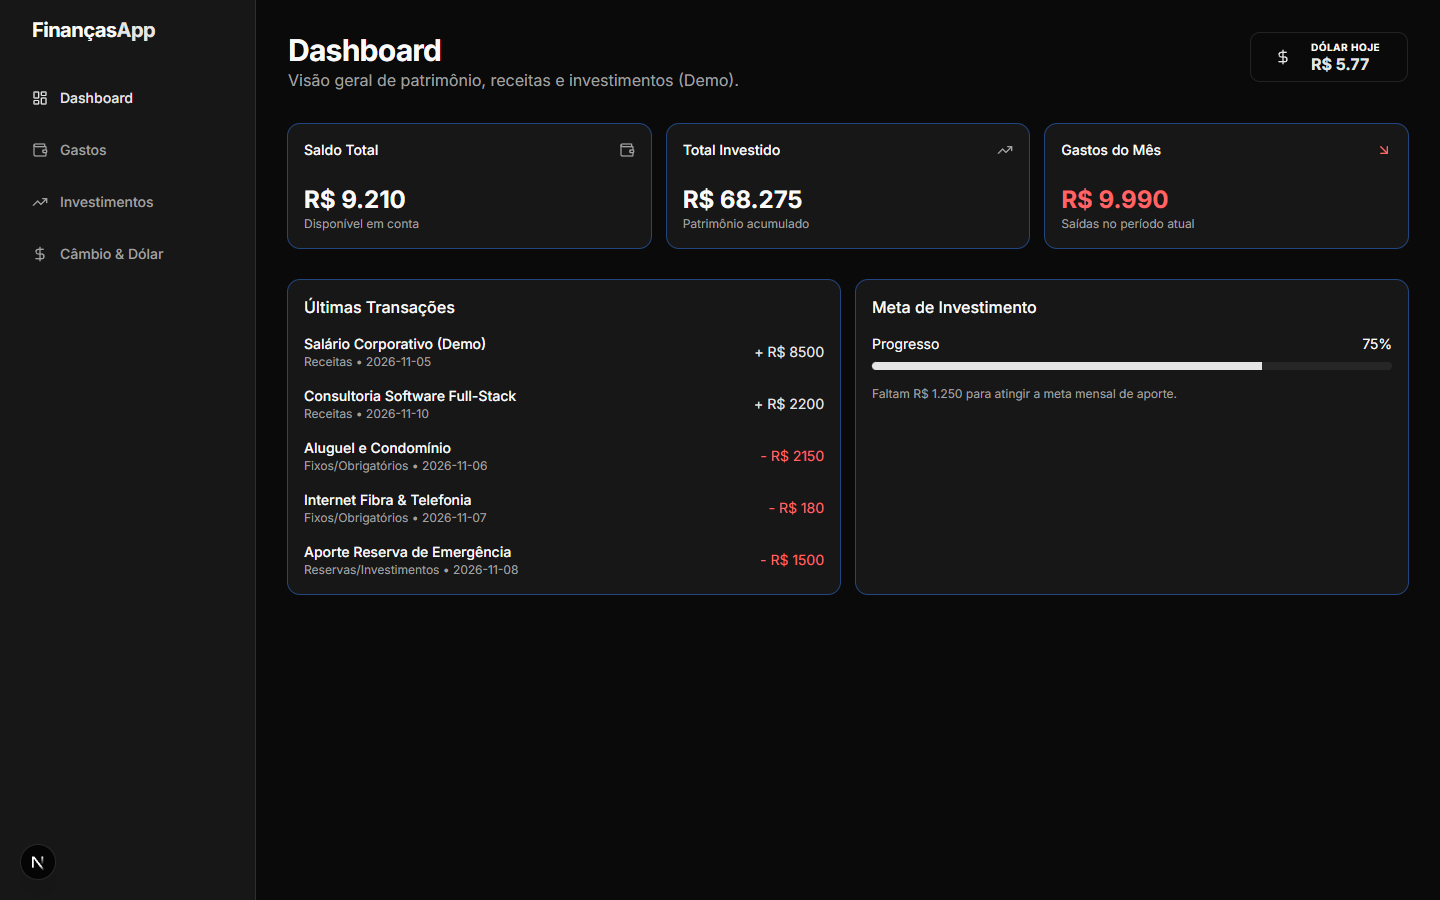 FinançasApp
Dashboard
Gastos
Investimentos
Câmbio & Dólar
Dashboard
Visão geral de patrimônio, receitas e investimentos (Demo).
DÓLAR HOJE
R$ 5.77
Saldo Total
R$ 9.210
Disponível em conta
Total Investido
R$ 68.275
Patrimônio acumulado
Gastos do Mês
R$ 9.990
Saídas no período atual
Últimas Transações
Salário Corporativo (Demo)
Receitas • 2026-11-05
+ R$ 8500
Consultoria Software Full-Stack
Receitas • 2026-11-10
+ R$ 2200
Aluguel e Condomínio
Fixos/Obrigatórios • 2026-11-06
- R$ 2150
Internet Fibra & Telefonia
Fixos/Obrigatórios • 2026-11-07
- R$ 180
Aporte Reserva de Emergência
Reservas/Investimentos • 2026-11-08
- R$ 1500
Meta de Investimento
Progresso
75%
Faltam R$ 1.250 para atingir a meta mensal de aporte.
N